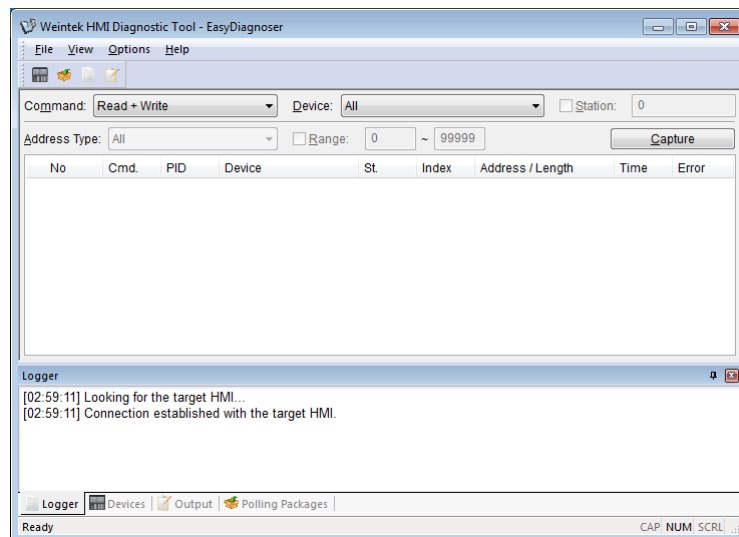 Weintek HMI Diagnostic Tool - EasyDiagnoser
File View Options Help
Command: Read + Write Device: All Station: 0
Address Type: All Range: 0 ~ 99999 Capture
No Cmd. PID Device St. Index Address / Length Time Error
Logger
[02:59:11] Looking for the target HMI...
[02:59:11] Connection established with the target HMI.
Logger Devices Output Polling Packages
Ready CAP NUM SCRL